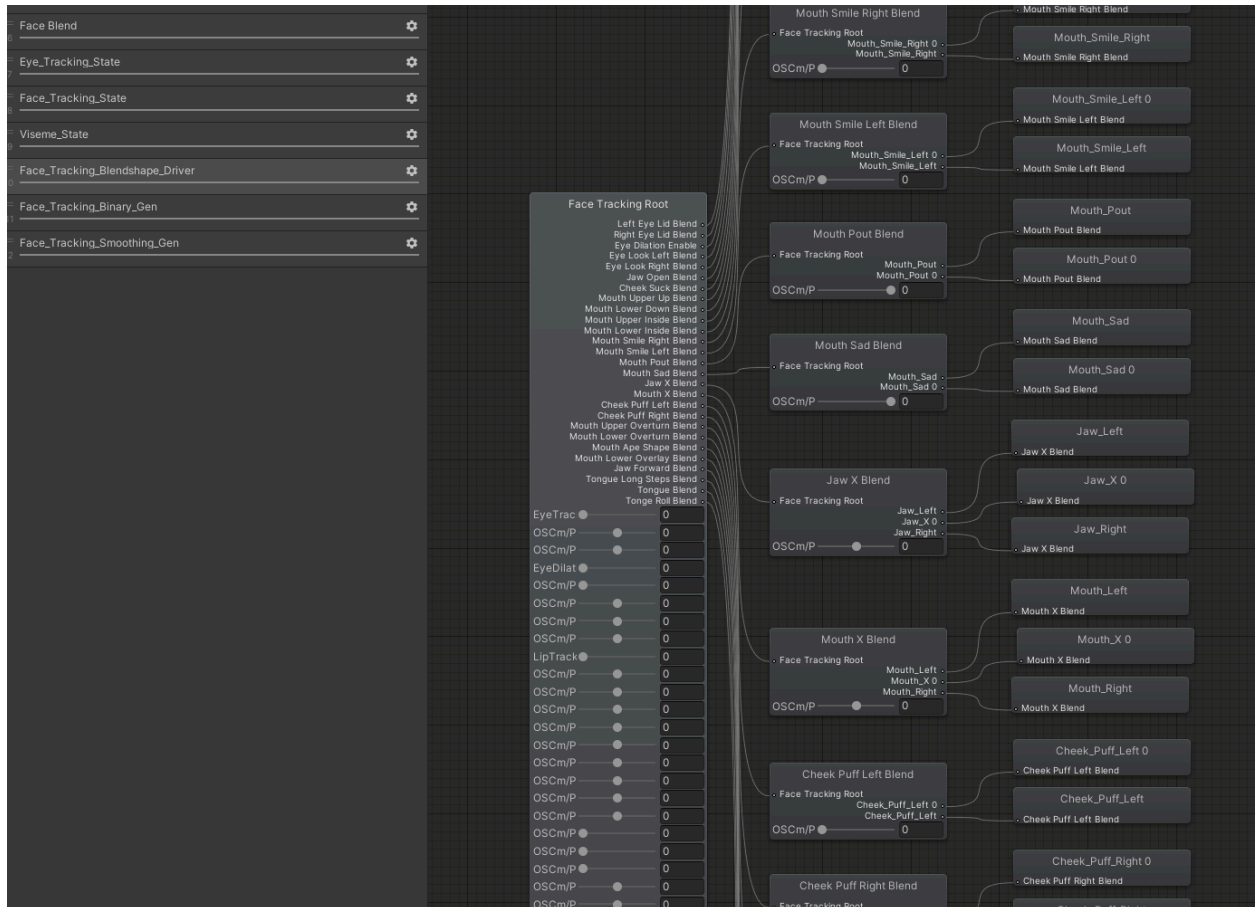 Face Blend
6
Eye_Tracking_State
7
Face_Tracking_State
8
Viseme_State
9
Face_Tracking_Blendshape_Driver
0
Face_Tracking_Binary_Gen
11
Face_Tracking_Smoothing_Gen
2
Face Tracking Root
Left Eye Lid Blend
Right Eye Lid Blend
Eye Dilation Enable
Eye Look Left Blend
Eye Look Right Blend
Jaw Open Blend
Cheek Suck Blend
Mouth Upper Up Blend
Mouth Lower Down Blend
Mouth Upper Inside Blend
Mouth Lower Inside Blend
Mouth Smile Right Blend
Mouth Smile Left Blend
Mouth Pout Blend
Mouth Sad Blend
Jaw X Blend
Mouth X Blend
Cheek Puff Left Blend
Cheek Puff Right Blend
Mouth Upper Overturn Blend
Mouth Lower Overturn Blend
Mouth Ape Shape Blend
Mouth Lower Overlay Blend
Jaw Forward Blend
Tongue Long Steps Blend
Tongue Blend
Tonge Roll Blend
EyeTrac 0
OSCm/P 0
OSCm/P 0
EyeDilat 0
OSCm/P 0
OSCm/P 0
OSCm/P 0
OSCm/P 0
LipTrack 0
OSCm/P 0
OSCm/P 0
OSCm/P 0
OSCm/P 0
OSCm/P 0
OSCm/P 0
OSCm/P 0
OSCm/P 0
OSCm/P 0
OSCm/P 0
OSCm/P 0
OSCm/P 0
OSCm/P 0
OSCm/P 0
Mouth Smile Right Blend
Face Tracking Root
Mouth_Smile_Right 0
Mouth_Smile_Right
OSCm/P 0
Mouth Smile Left Blend
Face Tracking Root
Mouth_Smile_Left 0
Mouth_Smile_Left
OSCm/P 0
Mouth Pout Blend
Face Tracking Root
Mouth_Pout
Mouth_Pout 0
OSCm/P 0
Mouth Sad Blend
Face Tracking Root
Mouth_Sad
Mouth_Sad 0
OSCm/P 0
Jaw X Blend
Face Tracking Root
Jaw_Left
Jaw_X 0
Jaw_Right
OSCm/P 0
Mouth X Blend
Face Tracking Root
Mouth_Left
Mouth_X 0
Mouth_Right
OSCm/P 0
Cheek Puff Left Blend
Face Tracking Root
Cheek_Puff_Left 0
Cheek_Puff_Left
OSCm/P 0
Cheek Puff Right Blend
Face Tracking Root
Mouth Smile Right Blend
Mouth_Smile_Right
Mouth Smile Right Blend
Mouth_Smile_Left 0
Mouth Smile Left Blend
Mouth_Smile_Left
Mouth Smile Left Blend
Mouth_Pout
Mouth Pout Blend
Mouth_Pout 0
Mouth Pout Blend
Mouth_Sad
Mouth Sad Blend
Mouth_Sad 0
Mouth Sad Blend
Jaw_Left
Jaw X Blend
Jaw_X 0
Jaw X Blend
Jaw_Right
Jaw X Blend
Mouth_Left
Mouth X Blend
Mouth_X 0
Mouth X Blend
Mouth_Right
Mouth X Blend
Cheek_Puff_Left 0
Cheek Puff Left Blend
Cheek_Puff_Left
Cheek Puff Left Blend
Cheek_Puff_Right 0
Cheek Puff Right Blend